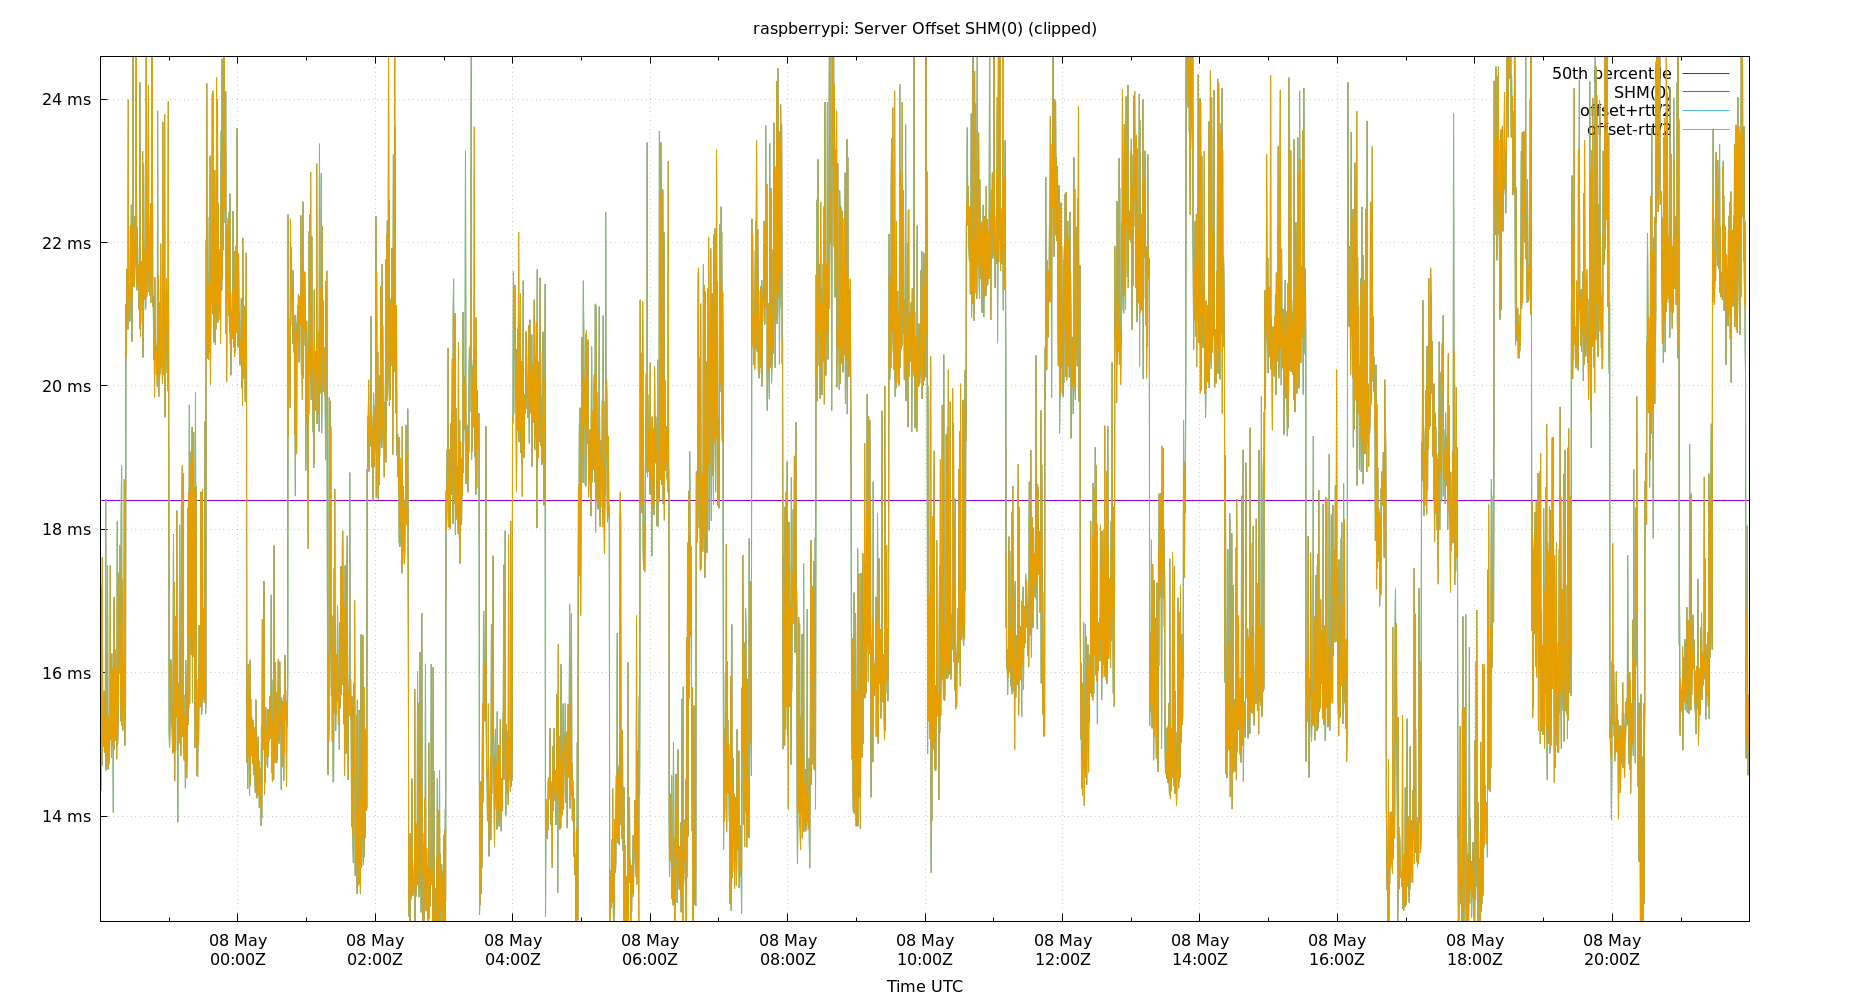 raspberrypi: Server Offset SHM(0) (clipped)
50th percentile
SHM(0)
offset+rtt/2
offset-rtt/2
24 ms
22 ms
20 ms
18 ms
16 ms
14 ms
08 May 08 May 08 May 08 May 08 May 08 May 08 May 08 May 08 May 08 May 08 May
00:00Z 02:00Z 04:00Z 06:00Z 08:00Z 10:00Z 12:00Z 14:00Z 16:00Z 18:00Z 20:00Z
Time UTC